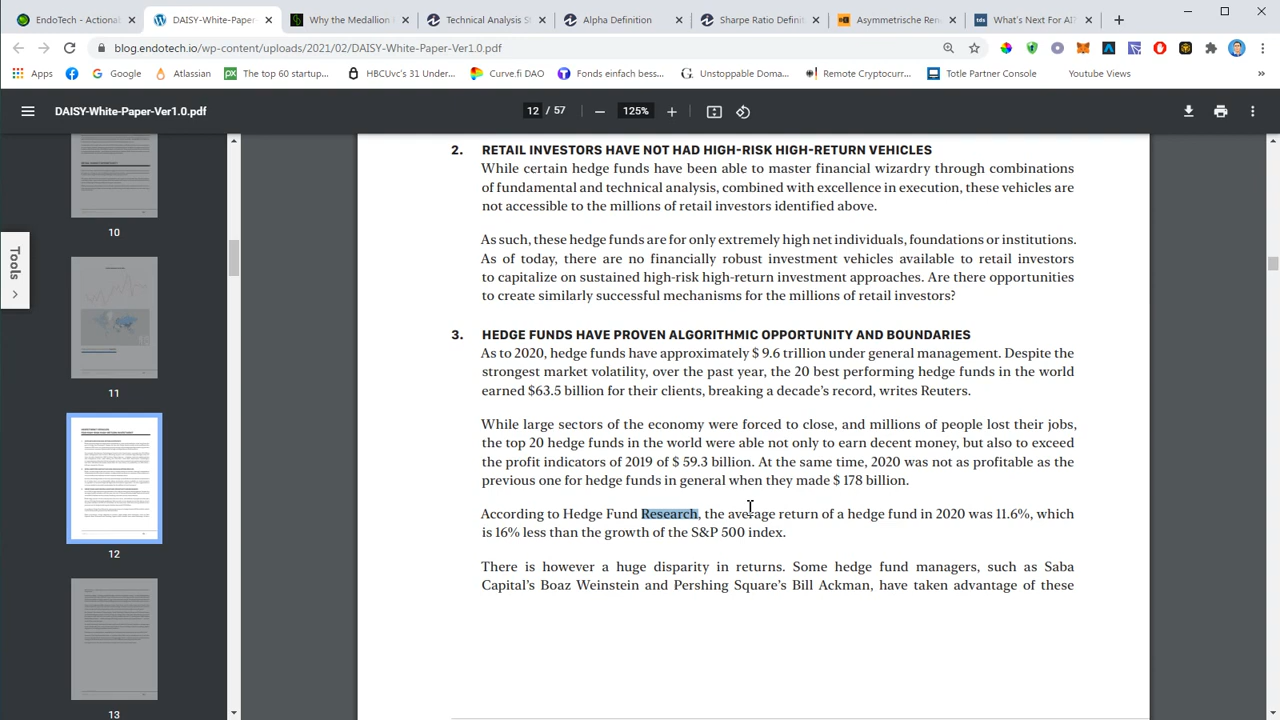 EndoTech - Actional
DAISY-White-Paper-
Why the Medallion
Technical Analysis S
Alpha Definition
Sharpe Ratio Defini
Asymmetrische Ren
What's Next For AI?
blog.endotech.io/wp-content/uploads/2021/02/DAISY-White-Paper-Ver1.0.pdf
Apps
Google
Atlassian
The top 60 startup...
HBCUvc's 31 Under...
Curve.fi DAO
Fonds einfach bess...
Unstoppable Doma...
Remote Cryptocurr...
Totle Partner Console
Youtube Views
»
DAISY-White-Paper-Ver1.0.pdf
12 / 57
125%
Tools
10
11
12
13
2. RETAIL INVESTORS HAVE NOT HAD HIGH-RISK HIGH-RETURN VEHICLES
While certain hedge funds have been able to master financial wizardry through combinations
of fundamental and technical analysis, combined with excellence in execution, these vehicles are
not accessible to the millions of retail investors identified above.
As such, these hedge funds are for only extremely high net individuals, foundations or institutions.
As of today, there are no financially robust investment vehicles available to retail investors
to capitalize on sustained high-risk high-return investment approaches. Are there opportunities
to create similarly successful mechanisms for the millions of retail investors?
3. HEDGE FUNDS HAVE PROVEN ALGORITHMIC OPPORTUNITY AND BOUNDARIES
As to 2020, hedge funds have approximately $ 9.6 trillion under general management. Despite the
strongest market volatility, over the past year, the 20 best performing hedge funds in the world
earned $63.5 billion for their clients, breaking a decade's record, writes Reuters.
While large sectors of the economy were forced to close, and millions of people lost their jobs,
the top 20 hedge funds in the world were able not only to earn decent money, but also to exceed
the profit indicators of 2019 of $ 59.3 billion. At the same time, 2020 was not as profitable as the
previous one for hedge funds in general when they made $ 178 billion.
According to Hedge Fund Research, the average return of a hedge fund in 2020 was 11.6%, which
is 16% less than the growth of the S&P 500 index.
There is however a huge disparity in returns. Some hedge fund managers, such as Saba
Capital's Boaz Weinstein and Pershing Square's Bill Ackman, have taken advantage of these